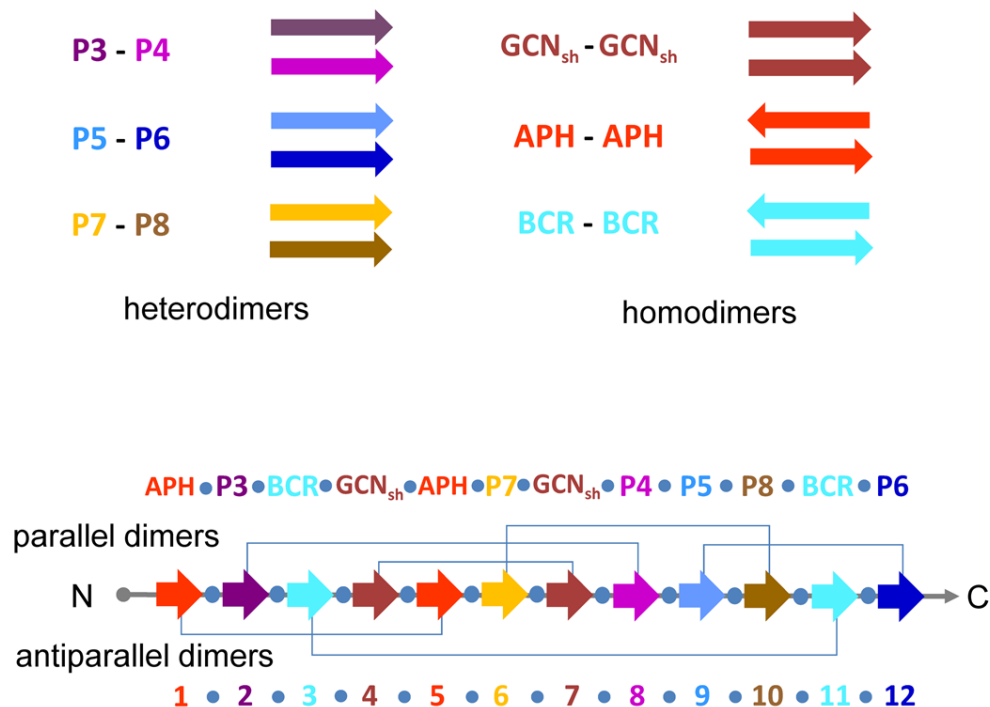 P3 - P4
GCNsh - GCNsh
P5 - P6
APH - APH
P7 - P8
BCR - BCR
heterodimers
homodimers
APH • P3 • BCR • GCNsh • APH • P7 • GCNsh • P4 • P5 • P8 • BCR • P6
parallel dimers
N
C
antiparallel dimers
1 • 2 • 3 • 4 • 5 • 6 • 7 • 8 • 9 • 10 • 11 • 12